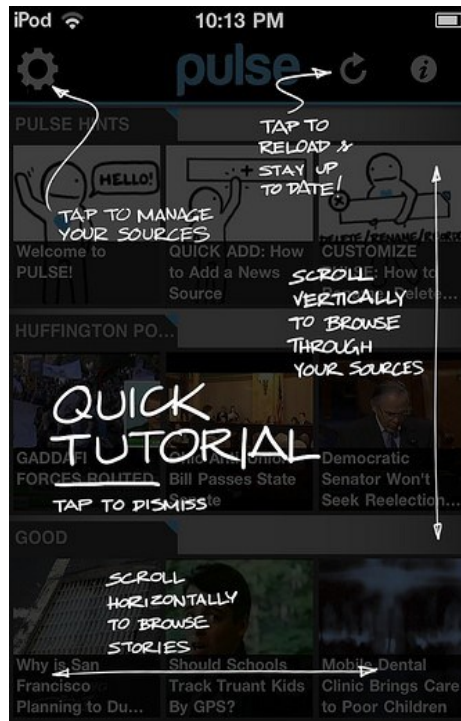 iPod 10:13 PM
pulse
i
PULSE HINTS
TAP TO
RELOAD &
STAY UP
TO DATE!
HELLO!
TAP TO MANAGE
YOUR SOURCES
Welcome to
PULSE!
QUICK ADD: How
to Add a News
Source
CUSTOMIZE
How to
Delete...
SCROLL
VERTICALLY
TO BROWSE
THROUGH
YOUR SOURCES
HUFFINGTON PO...
QUICK
TUTORIAL
TAP TO DISMISS
GADDAFI
FORCES ROUTED
Bill Passes State
Senate
Democratic
Senator Won't
Seek Reelection...
GOOD
SCROLL
HORIZONTALLY
TO BROWSE
STORIES
Why is San
Francisco
Planning to Du...
Should Schools
Track Truant Kids
By GPS?
Mobile Dental
Clinic Brings Care
to Poor Children